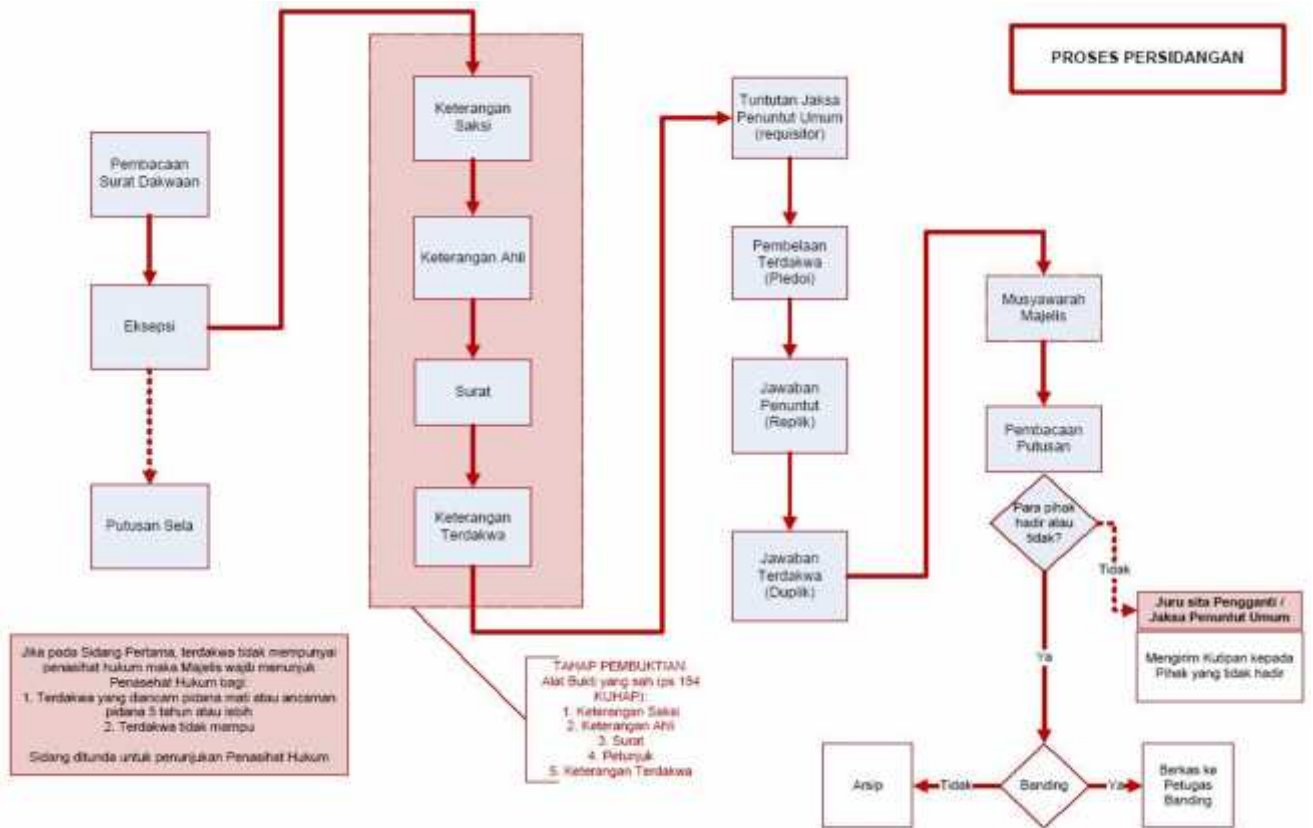 PROSES PERSIDANGAN
Pembacaan
Surat Dakwaan
Eksepsi
Putusan Sela
Jika pada Sidang Pertama, terdakwa tidak mempunyai
penasihat hukum maka Majelis wajib menunjuk
Penasehat Hukum bagi:
1. Terdakwa yang diancam pidana mati atau ancaman
pidana 5 tahun atau lebih
2. Terdakwa tidak mampu
Sidang ditunda untuk penunjukan Penasihat Hukum
Keterangan
Saksi
Keterangan Ahli
Surat
Keterangan
Terdakwa
TAHAP PEMBUKTIAN
Alat Bukti yang sah (ps 184
KUHAP):
1. Keterangan Saksi
2. Keterangan Ahli
3. Surat
4. Petunjuk
5. Keterangan Terdakwa
Tuntutan Jaksa
Penuntut Umum
(requisitor)
Pembelaan
Terdakwa
(Pledoi)
Jawaban
Penuntut
(Replik)
Jawaban
Terdakwa
(Duplik)
Musyawarah
Majelis
Pembacaan
Putusan
Para pihak
hadir atau
tidak?
Tidak
Juru sita Pengganti /
Jaksa Penuntut Umum
Mengirim Kutipan kepada
Pihak yang tidak hadir
Ya
Banding
Tidak
Arsip
Ya
Berkas ke
Petugas
Banding